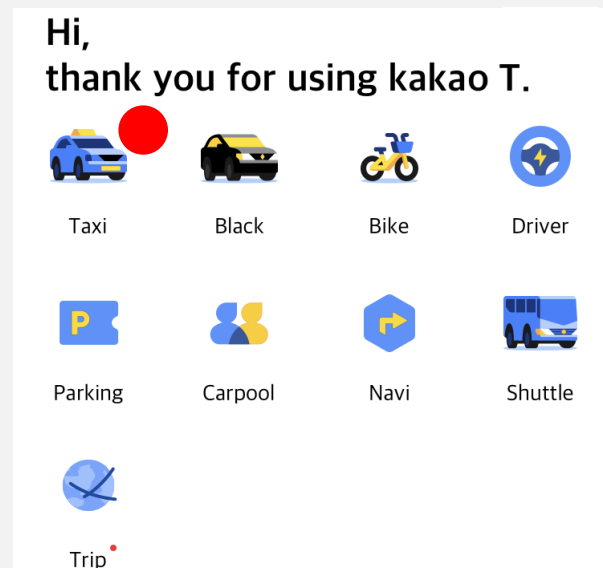 Hi,
thank you for using kakao T.
Taxi Black Bike Driver
P
Parking Carpool Navi Shuttle
Trip